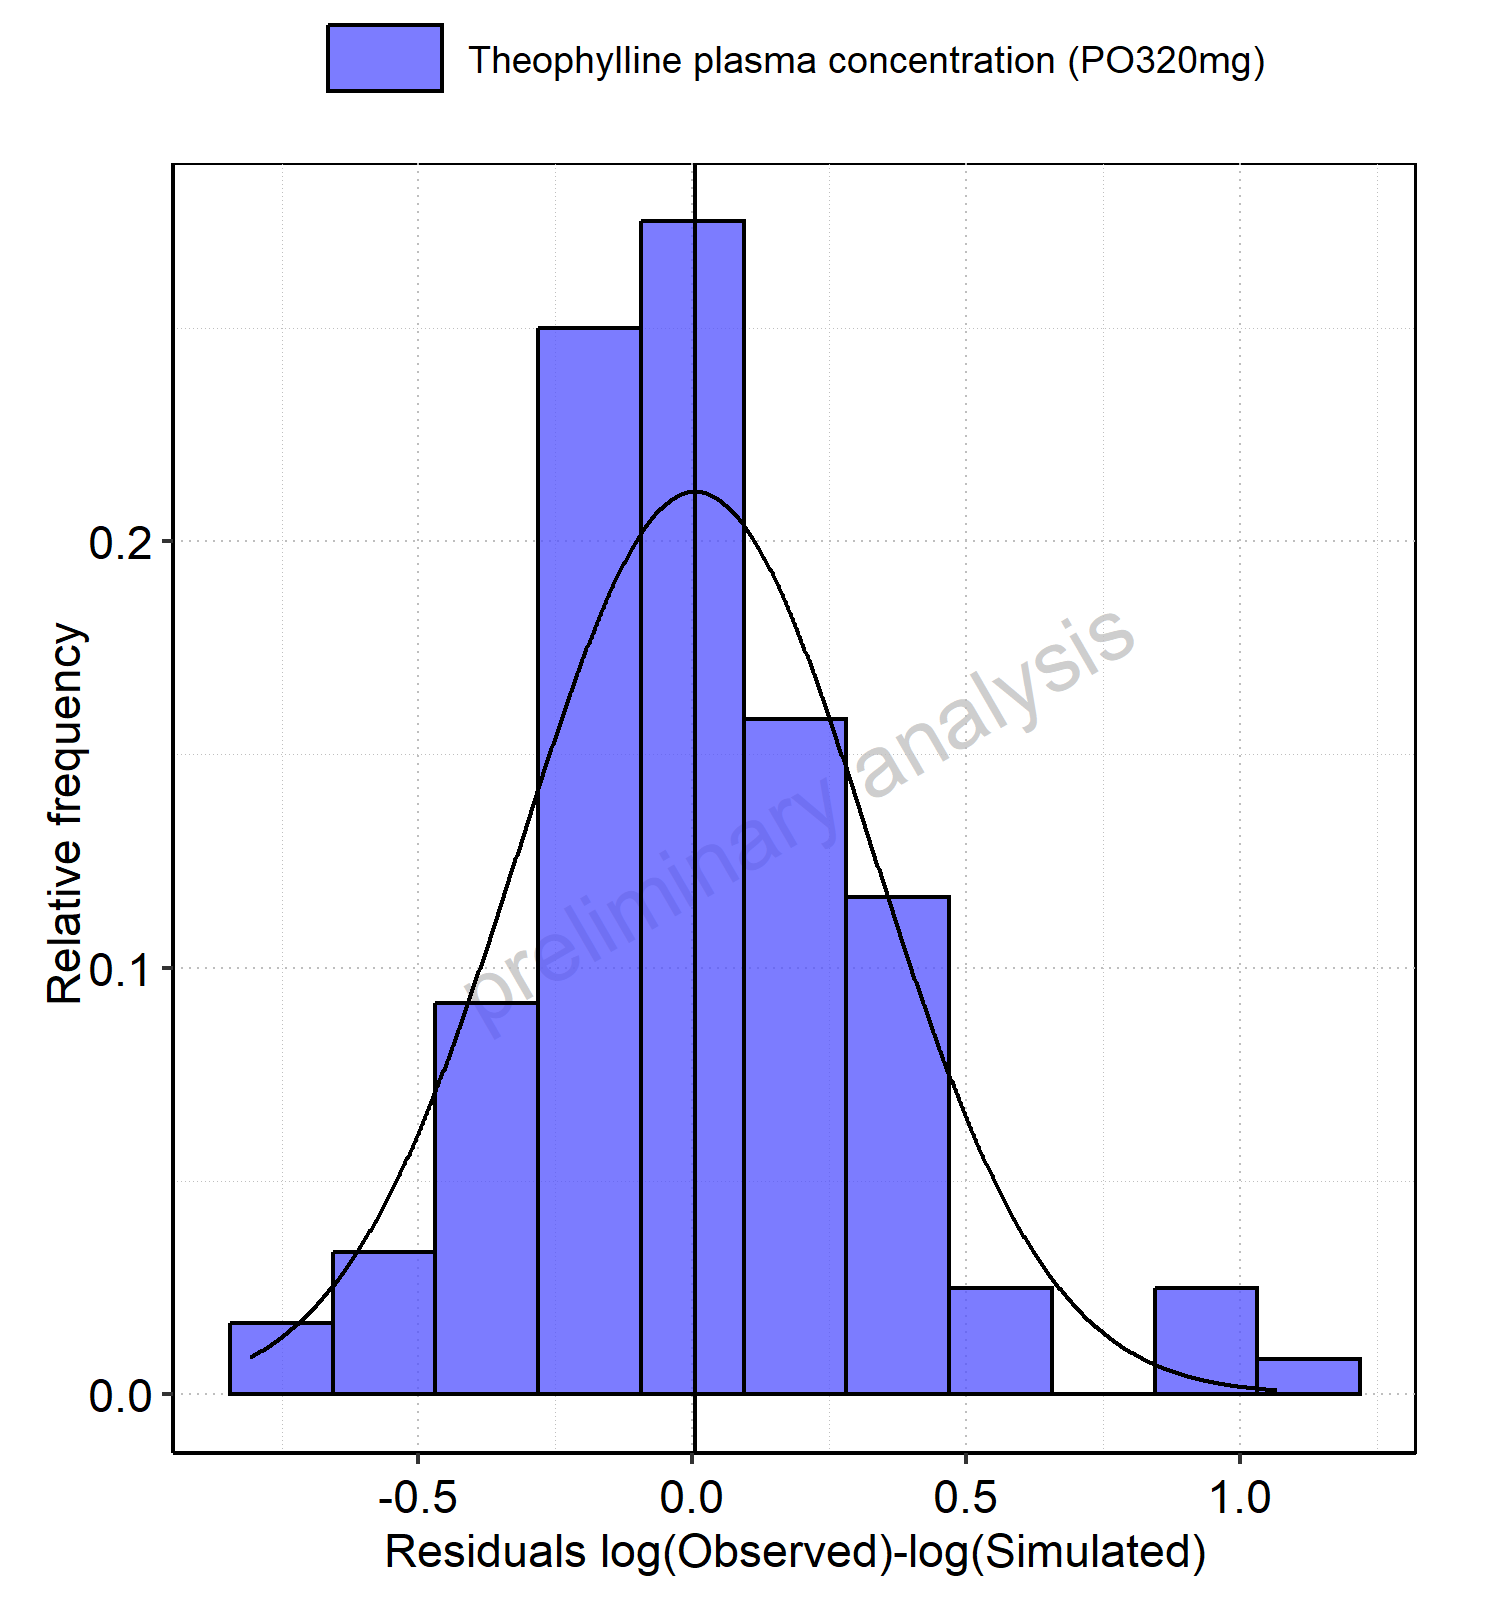 Theophylline plasma concentration (PO320mg)
Relative frequency
0.2
0.1
0.0
preliminary analysis
-0.5 0.0 0.5 1.0
Residuals log(Observed)-log(Simulated)